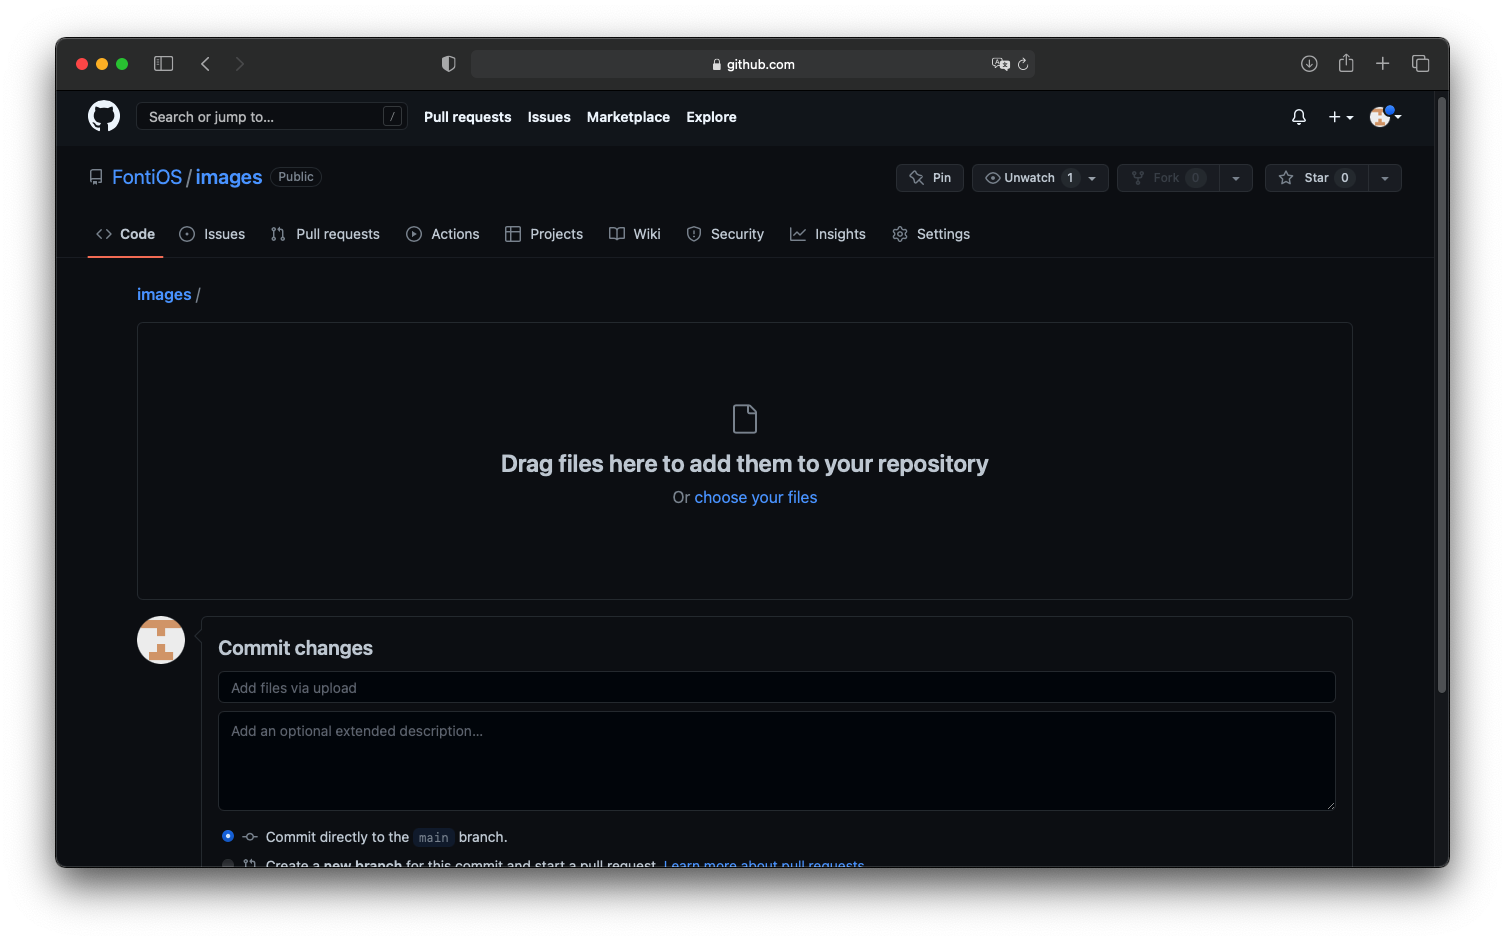 github.com
Search or jump to... /
Pull requests Issues Marketplace Explore
FontiOS / images Public
Pin Unwatch 1 Fork 0 Star 0
Code Issues Pull requests Actions Projects Wiki Security Insights Settings
images /
Drag files here to add them to your repository
Or choose your files
Commit changes
Add files via upload
Add an optional extended description...
Commit directly to the main branch.
Create a new branch for this commit and start a pull request. Learn more about pull requests.